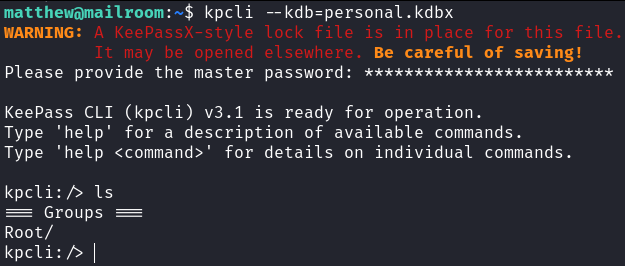 matthew@mailroom:~$ kpcli --kdb=personal.kdbx
WARNING: A KeePassX-style lock file is in place for this file.
         It may be opened elsewhere. Be careful of saving!
Please provide the master password: *************************

KeePass CLI (kpcli) v3.1 is ready for operation.
Type 'help' for a description of available commands.
Type 'help <command>' for details on individual commands.

kpcli:/> ls
=== Groups ===
Root/
kpcli:/>